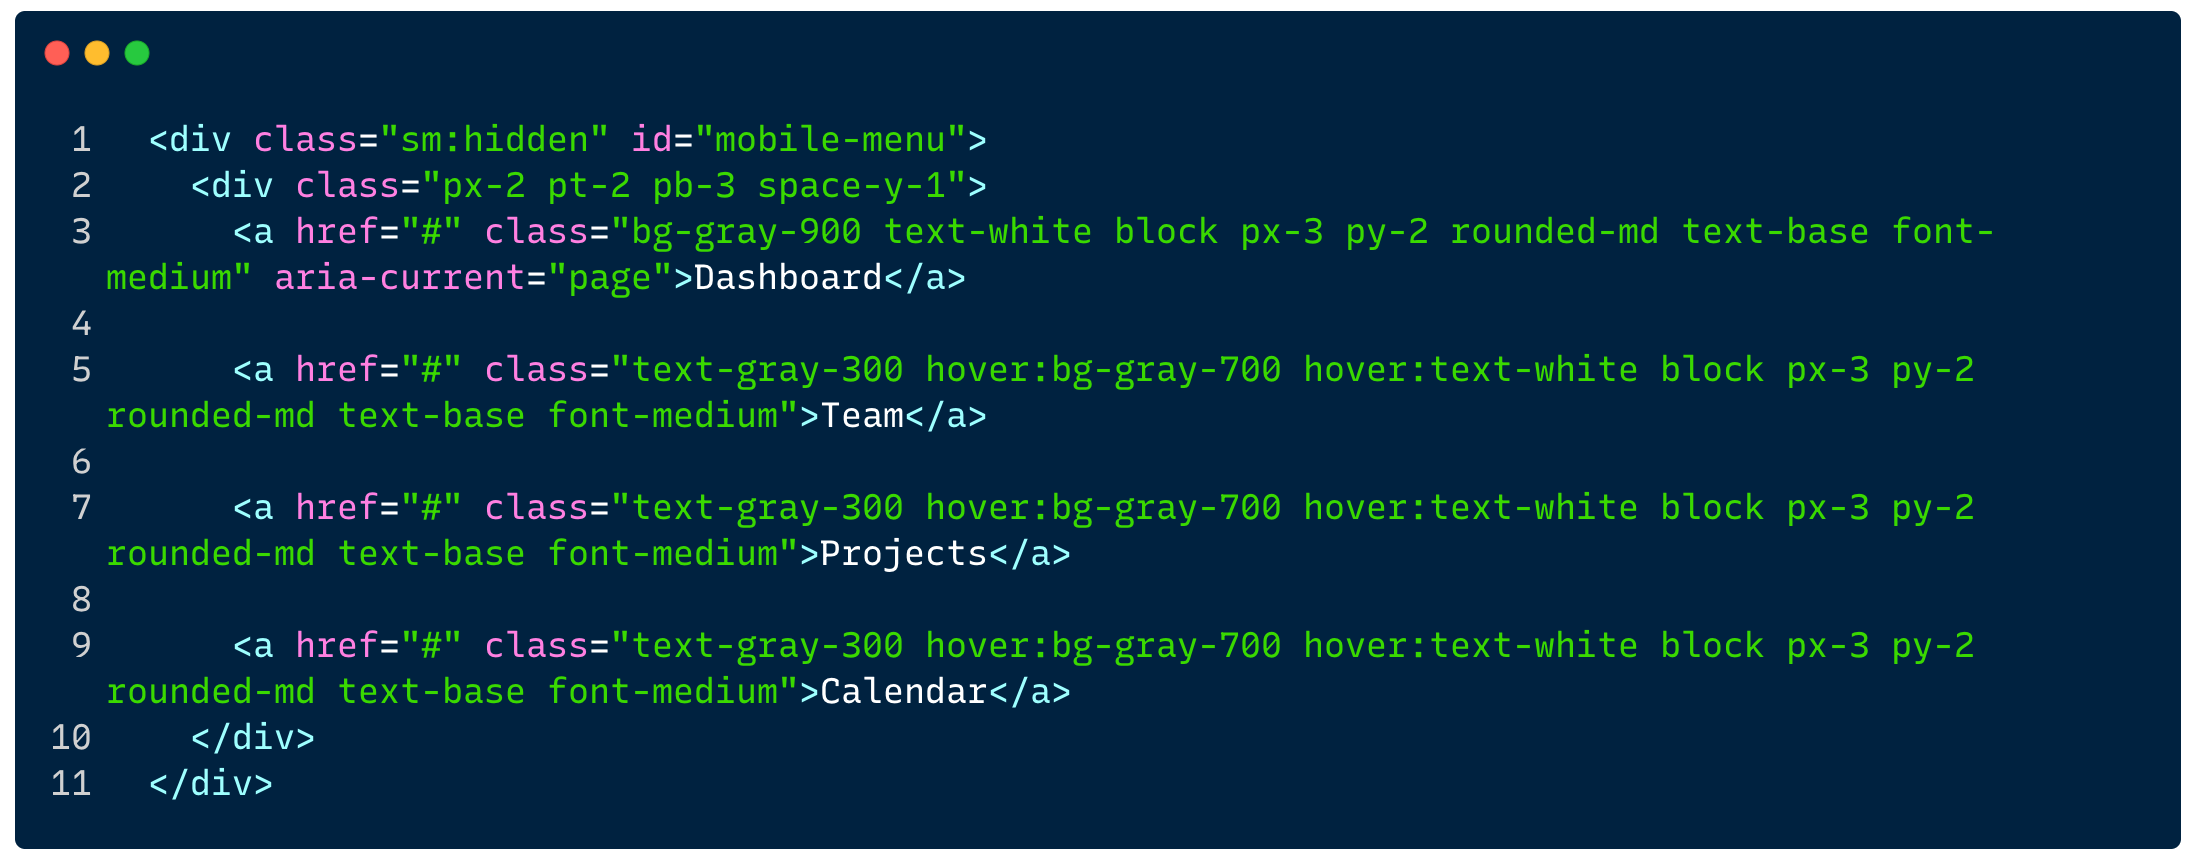 1 <div class="sm:hidden" id="mobile-menu">
2 <div class="px-2 pt-2 pb-3 space-y-1">
3 <a href="#" class="bg-gray-900 text-white block px-3 py-2 rounded-md text-base font-
medium" aria-current="page">Dashboard</a>
4
5 <a href="#" class="text-gray-300 hover:bg-gray-700 hover:text-white block px-3 py-2
rounded-md text-base font-medium">Team</a>
6
7 <a href="#" class="text-gray-300 hover:bg-gray-700 hover:text-white block px-3 py-2
rounded-md text-base font-medium">Projects</a>
8
9 <a href="#" class="text-gray-300 hover:bg-gray-700 hover:text-white block px-3 py-2
rounded-md text-base font-medium">Calendar</a>
10 </div>
11 </div>